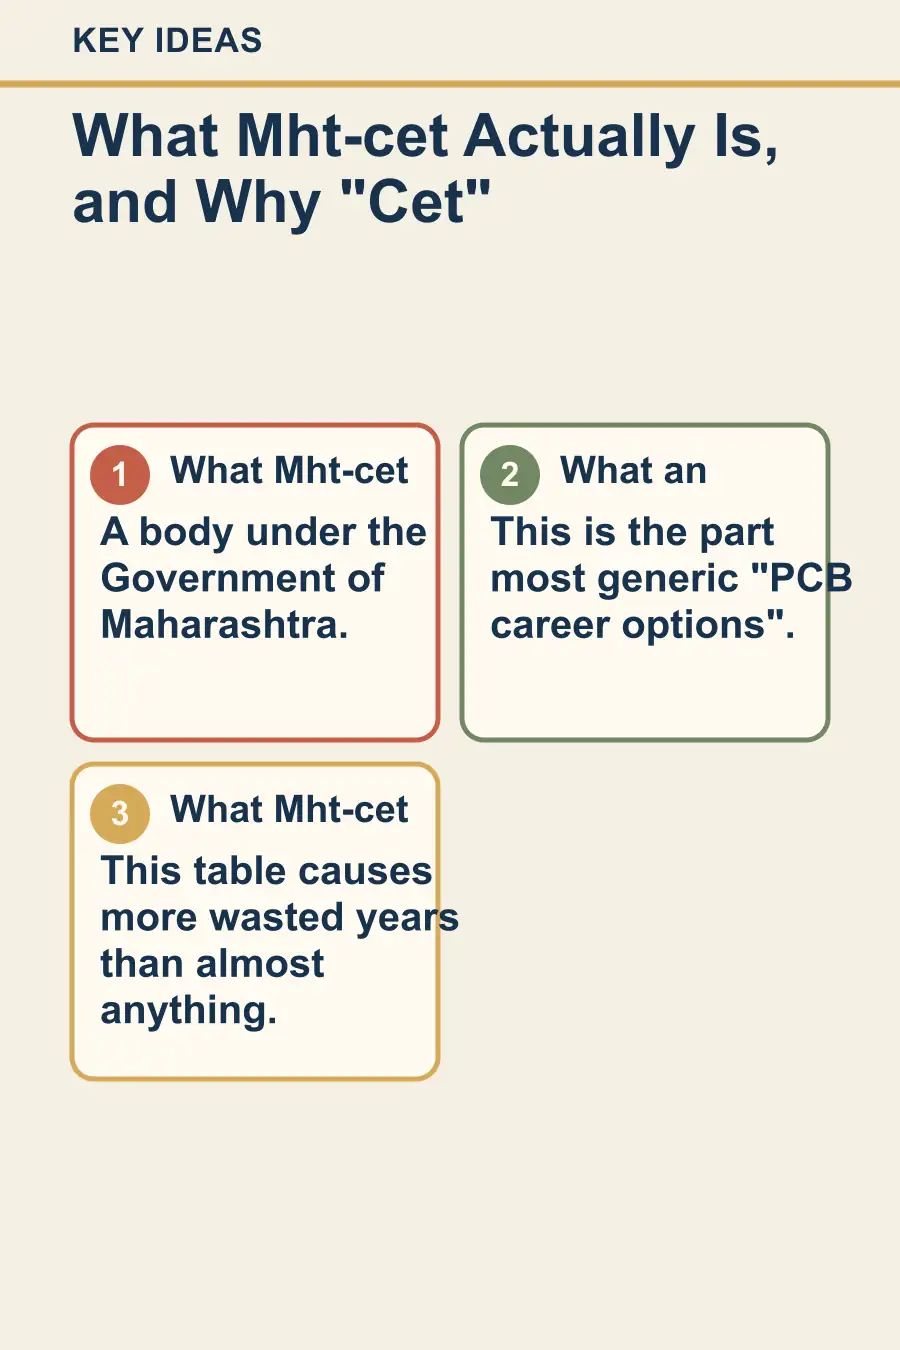 KEY IDEAS
What Mht-cet Actually Is,
and Why "Cet"
1 What Mht-cet
A body under the
Government of
Maharashtra.
2 What an
This is the part
most generic "PCB
career options".
3 What Mht-cet
This table causes
more wasted years
than almost
anything.